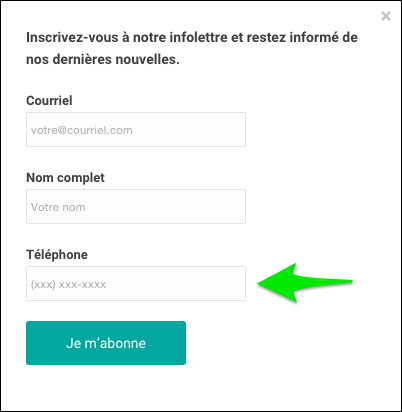 ×
Inscrivez-vous à notre infolettre et restez informé de
nos dernières nouvelles.
Courriel
votre@courriel.com
Nom complet
Votre nom
Téléphone
(xxx) xxx-xxxx
Je m’abonne